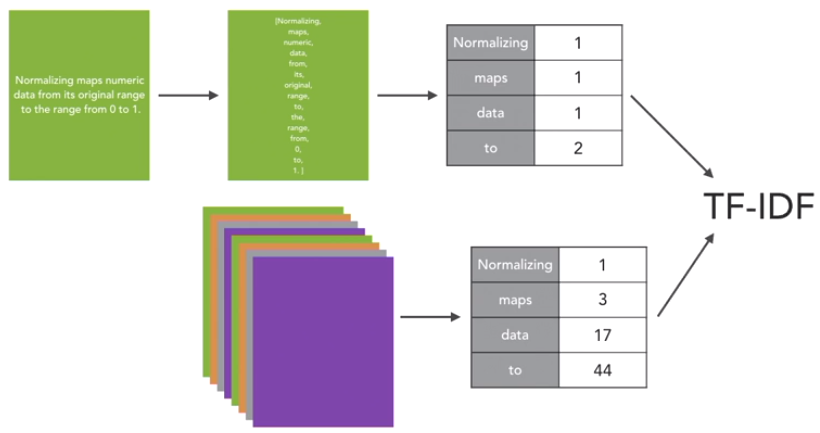 Normalizing maps numeric
data from its original range
to the range from 0 to 1.
[Normalizing,
maps,
numeric,
data,
from,
its,
original,
range,
to,
the,
range,
from,
0,
to,
1. ]
Normalizing 1
maps 1
data 1
to 2
TF-IDF
Normalizing 1
maps 3
data 17
to 44